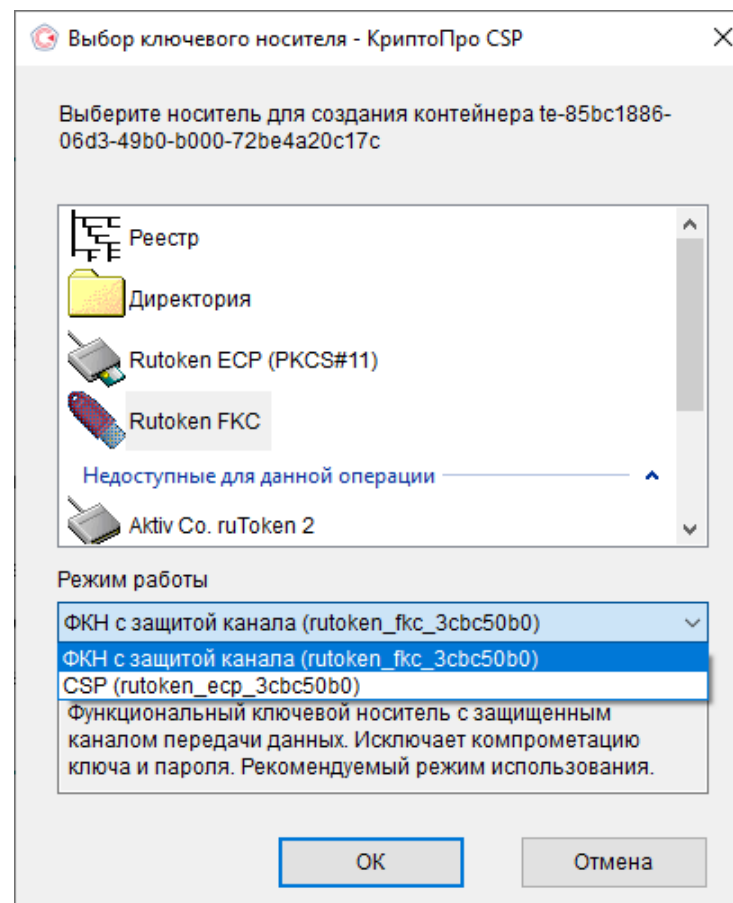 Выбор ключевого носителя - КриптоПро CSP
Выберите носитель для создания контейнера te-85bc1886-
06d3-49b0-b000-72be4a20c17c
Реестр
Директория
Rutoken ECP (PKCS#11)
Rutoken FKC
Недоступные для данной операции
Aktiv Co. ruToken 2
Режим работы
ФКН с защитой канала (rutoken_fkc_3cbc50b0)
ФКН с защитой канала (rutoken_fkc_3cbc50b0)
CSP (rutoken_ecp_3cbc50b0)
Функциональный ключевой носитель с защищенным
каналом передачи данных. Исключает компрометацию
ключа и пароля. Рекомендуемый режим использования.
ОК
Отмена